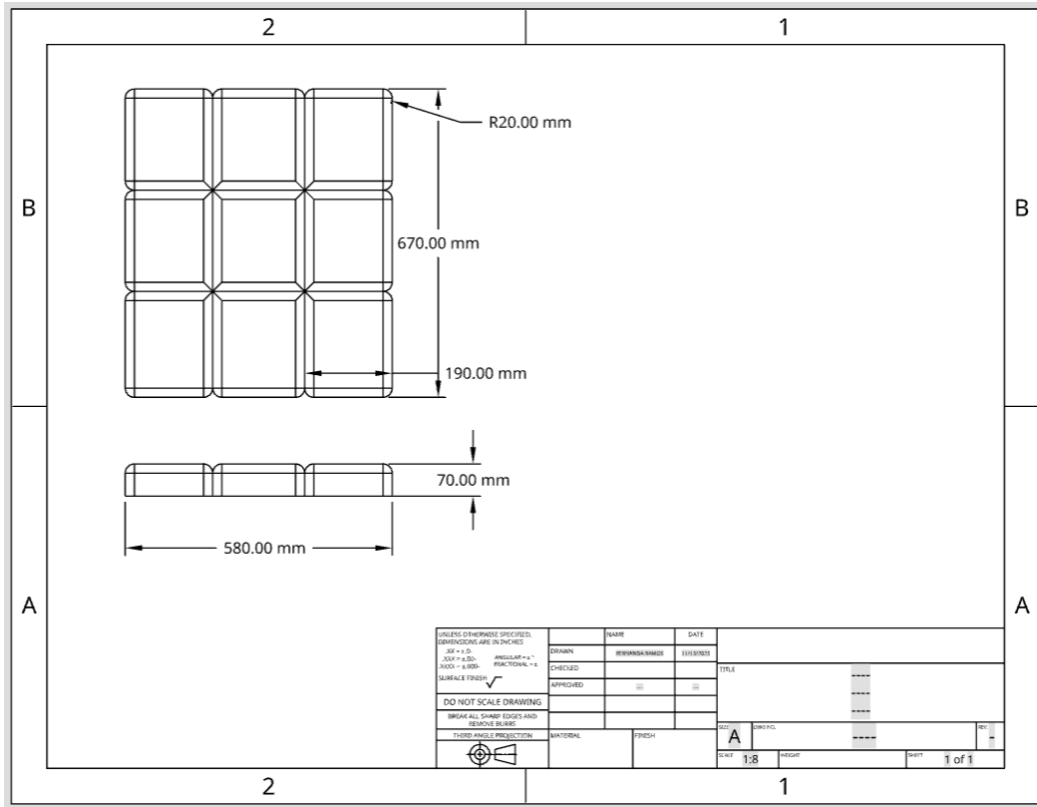 2
1
R20.00 mm
B
B
670.00 mm
190.00 mm
70.00 mm
580.00 mm
A
A
UNLESS OTHERWISE SPECIFIED,
DIMENSIONS ARE IN INCHES
ANGULAR = ± °
FRACTIONAL = ±
SURFACE FINISH
DO NOT SCALE DRAWING
BREAK ALL SHARP EDGES AND
REMOVE BURRS
THIRD ANGLE PROJECTION
NAME
DATE
DRAWN
CHECKED
APPROVED
MATERIAL
FINISH
TITLE
----
----
----
SIZE
A
DWG NO.
----
REV.
-
SCALE
1:8
WEIGHT
SHEET
1 of 1
2
1